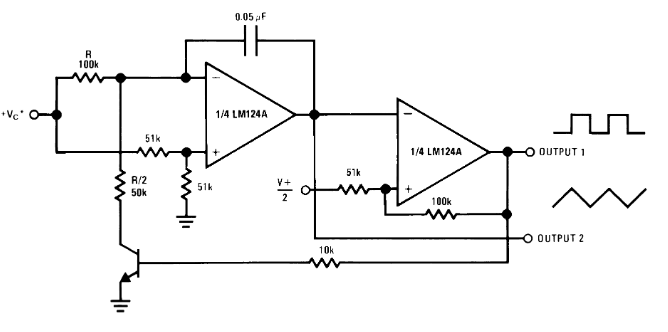 0.05 µF
R
100k
+VC*
−
1/4 LM124A
+
51k
51k
R/2
50k
−
1/4 LM124A
+
V+
2
51k
100k
OUTPUT 1
OUTPUT 2
10k